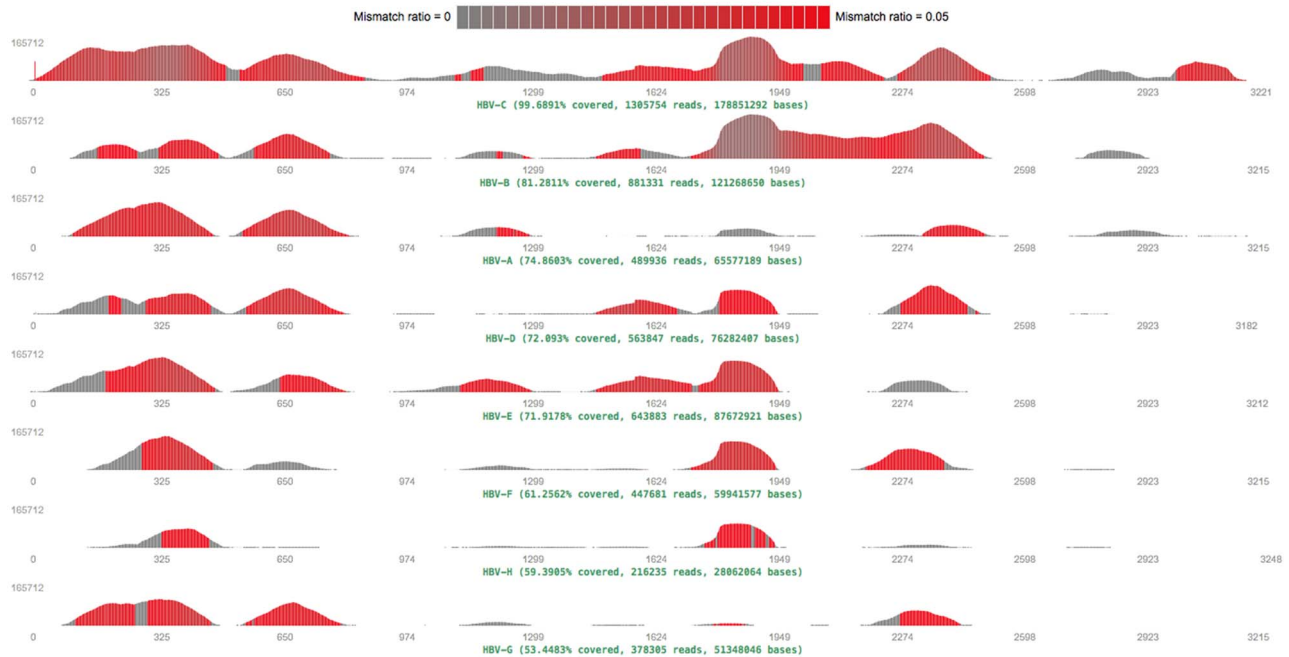 Mismatch ratio = 0 Mismatch ratio = 0.05
165712
0 325 650 974 1299 1624 1949 2274 2598 2923 3221
HBV-C (99.6891% covered, 1305754 reads, 178851292 bases)
165712
0 325 650 974 1299 1624 1949 2274 2598 2923 3215
HBV-B (81.2811% covered, 881331 reads, 121268650 bases)
165712
0 325 650 974 1299 1624 1949 2274 2598 2923 3215
HBV-A (74.8603% covered, 489936 reads, 65577189 bases)
165712
0 325 650 974 1299 1624 1949 2274 2598 2923 3182
HBV-D (72.093% covered, 563847 reads, 76282407 bases)
165712
0 325 650 974 1299 1624 1949 2274 2598 2923 3212
HBV-E (71.9178% covered, 643883 reads, 87672921 bases)
165712
0 325 650 974 1299 1624 1949 2274 2598 2923 3215
HBV-F (61.2562% covered, 447681 reads, 59941577 bases)
165712
0 325 650 974 1299 1624 1949 2274 2598 2923 3248
HBV-H (59.3905% covered, 216235 reads, 28062064 bases)
165712
0 325 650 974 1299 1624 1949 2274 2598 2923 3215
HBV-G (53.4483% covered, 378305 reads, 51348046 bases)